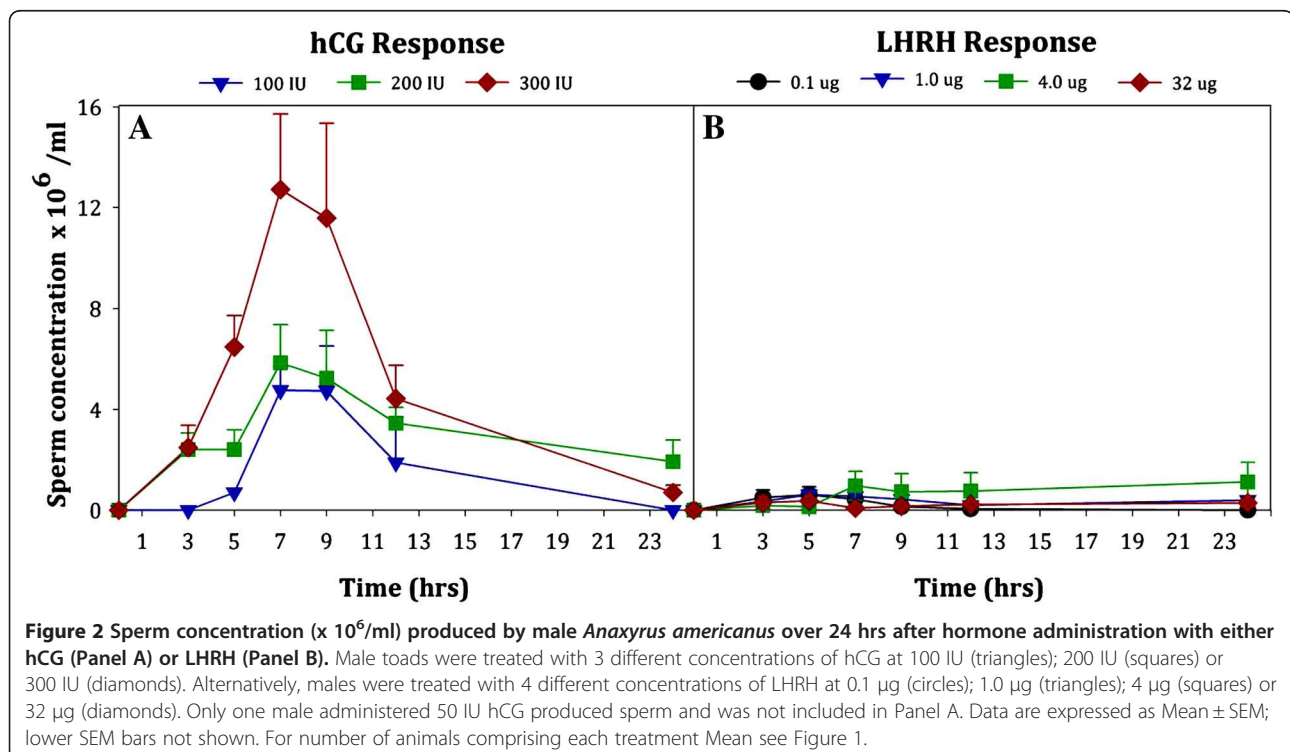 hCG Response
LHRH Response
100 IU 200 IU 300 IU
0.1 ug 1.0 ug 4.0 ug 32 ug
A
B
Sperm concentration x 10⁶ /ml
16
12
8
4
0
1 3 5 7 9 11 13 15 17 19 21 23
1 3 5 7 9 11 13 15 17 19 21 23
Time (hrs)
Time (hrs)
Figure 2 Sperm concentration (x 10⁶/ml) produced by male Anaxyrus americanus over 24 hrs after hormone administration with either
hCG (Panel A) or LHRH (Panel B). Male toads were treated with 3 different concentrations of hCG at 100 IU (triangles); 200 IU (squares) or
300 IU (diamonds). Alternatively, males were treated with 4 different concentrations of LHRH at 0.1 μg (circles); 1.0 μg (triangles); 4 μg (squares) or
32 μg (diamonds). Only one male administered 50 IU hCG produced sperm and was not included in Panel A. Data are expressed as Mean ± SEM;
lower SEM bars not shown. For number of animals comprising each treatment Mean see Figure 1.